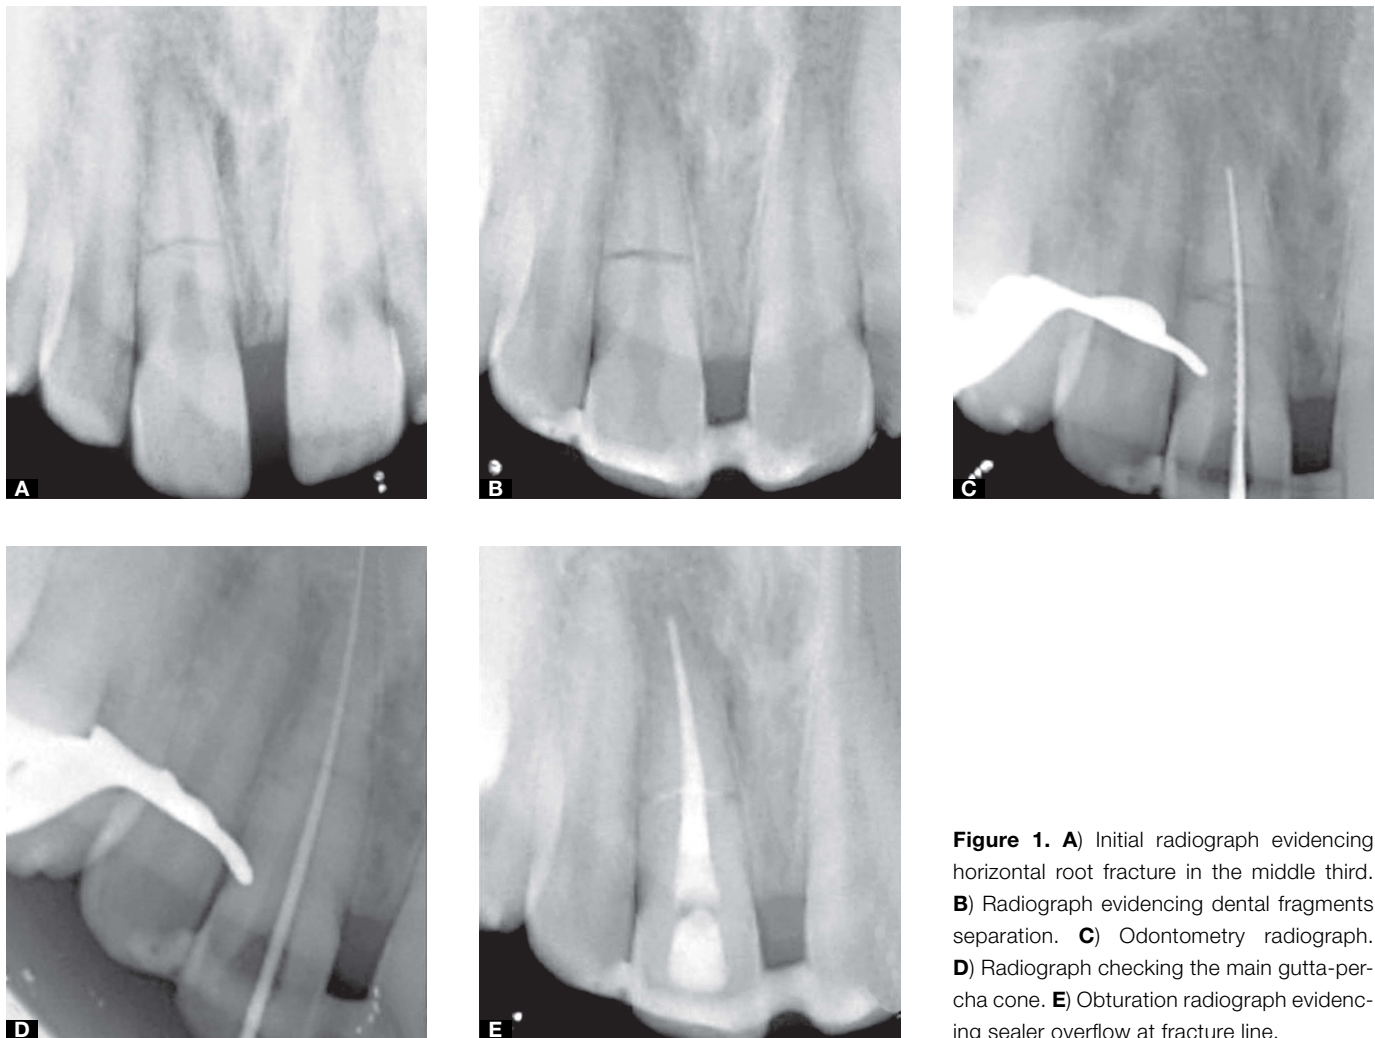 A
B
C
D
E
Figure 1. A) Initial radiograph evidencing
horizontal root fracture in the middle third.
B) Radiograph evidencing dental fragments
separation. C) Odontometry radiograph.
D) Radiograph checking the main gutta-per-
cha cone. E) Obturation radiograph evidenc-
ing sealer overflow at fracture line.